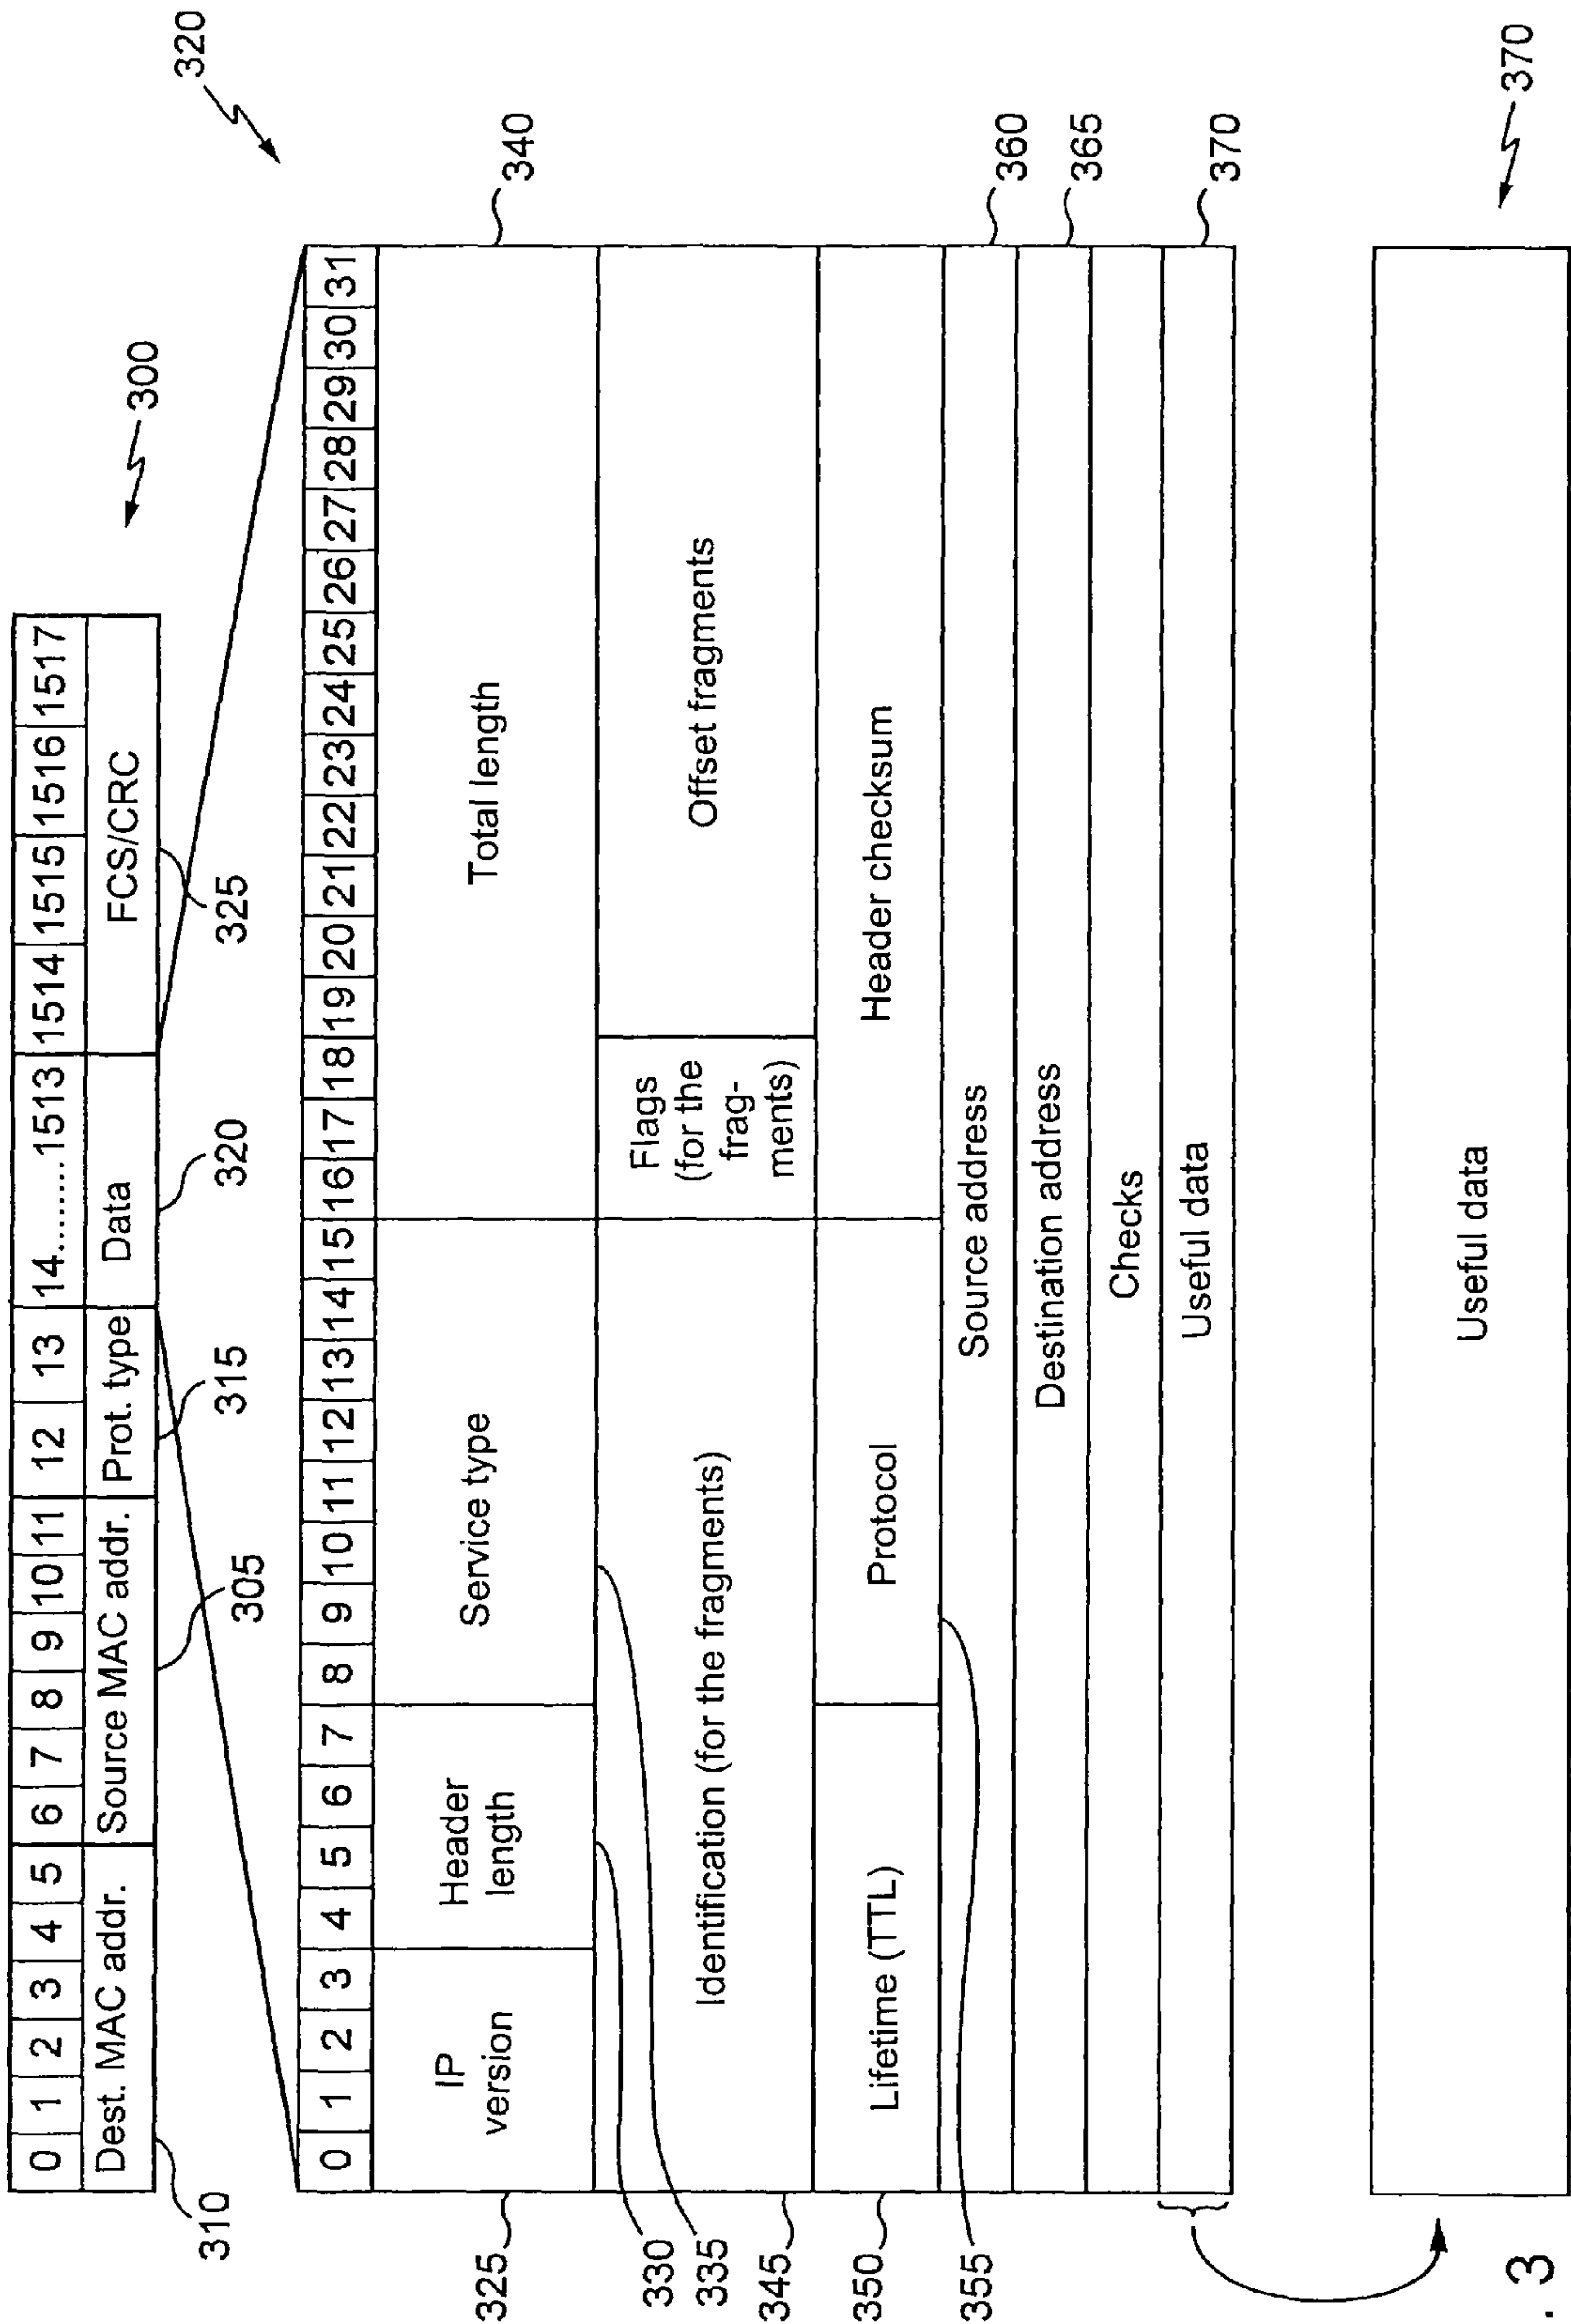 0 1 2 3 4 5 6 7 8 9 10 11 12 13 14.........1513 1514 1515 1516 1517
Dest. MAC addr. Source MAC addr. Prot. type Data FCS/CRC
300
310
305
315
320
325
320
0 1 2 3 4 5 6 7 8 9 10 11 12 13 14 15 16 17 18 19 20 21 22 23 24 25 26 27 28 29 30 31
325
IP
version
Header
length
Service type
Total length
340
330
335
345
Identification (for the fragments)
Flags
(for the
frag-
ments)
Offset fragments
350
Lifetime (TTL)
Protocol
Header checksum
355
Source address
360
Destination address
365
Checks
Useful data
370
Useful data
370
. 3